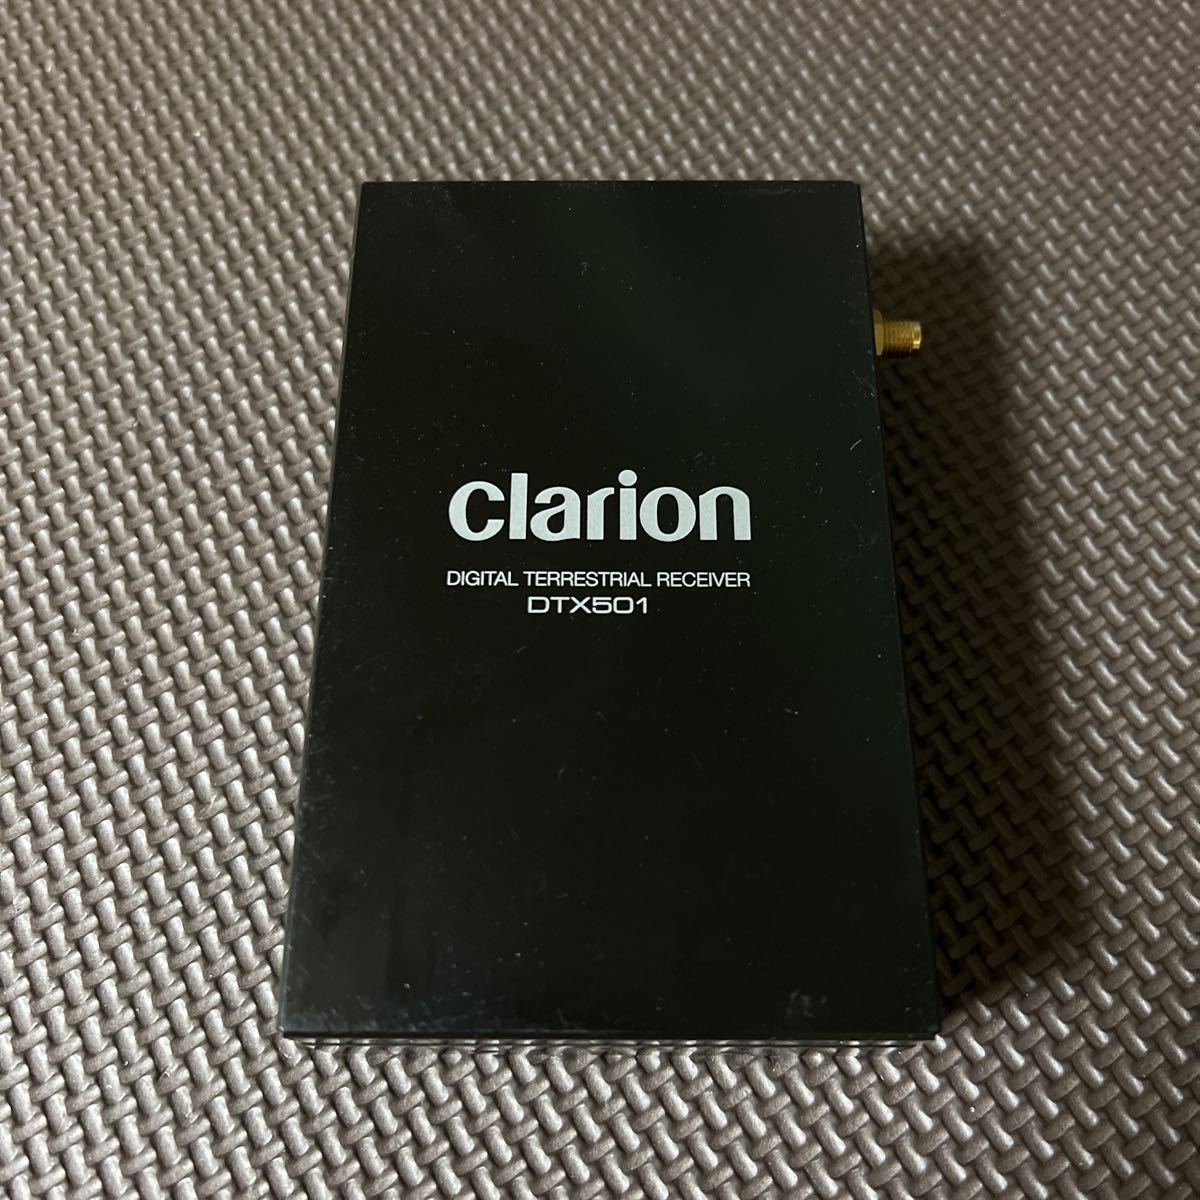 clarion
DIGITAL TERRESTRIAL RECEIVER
DTX501